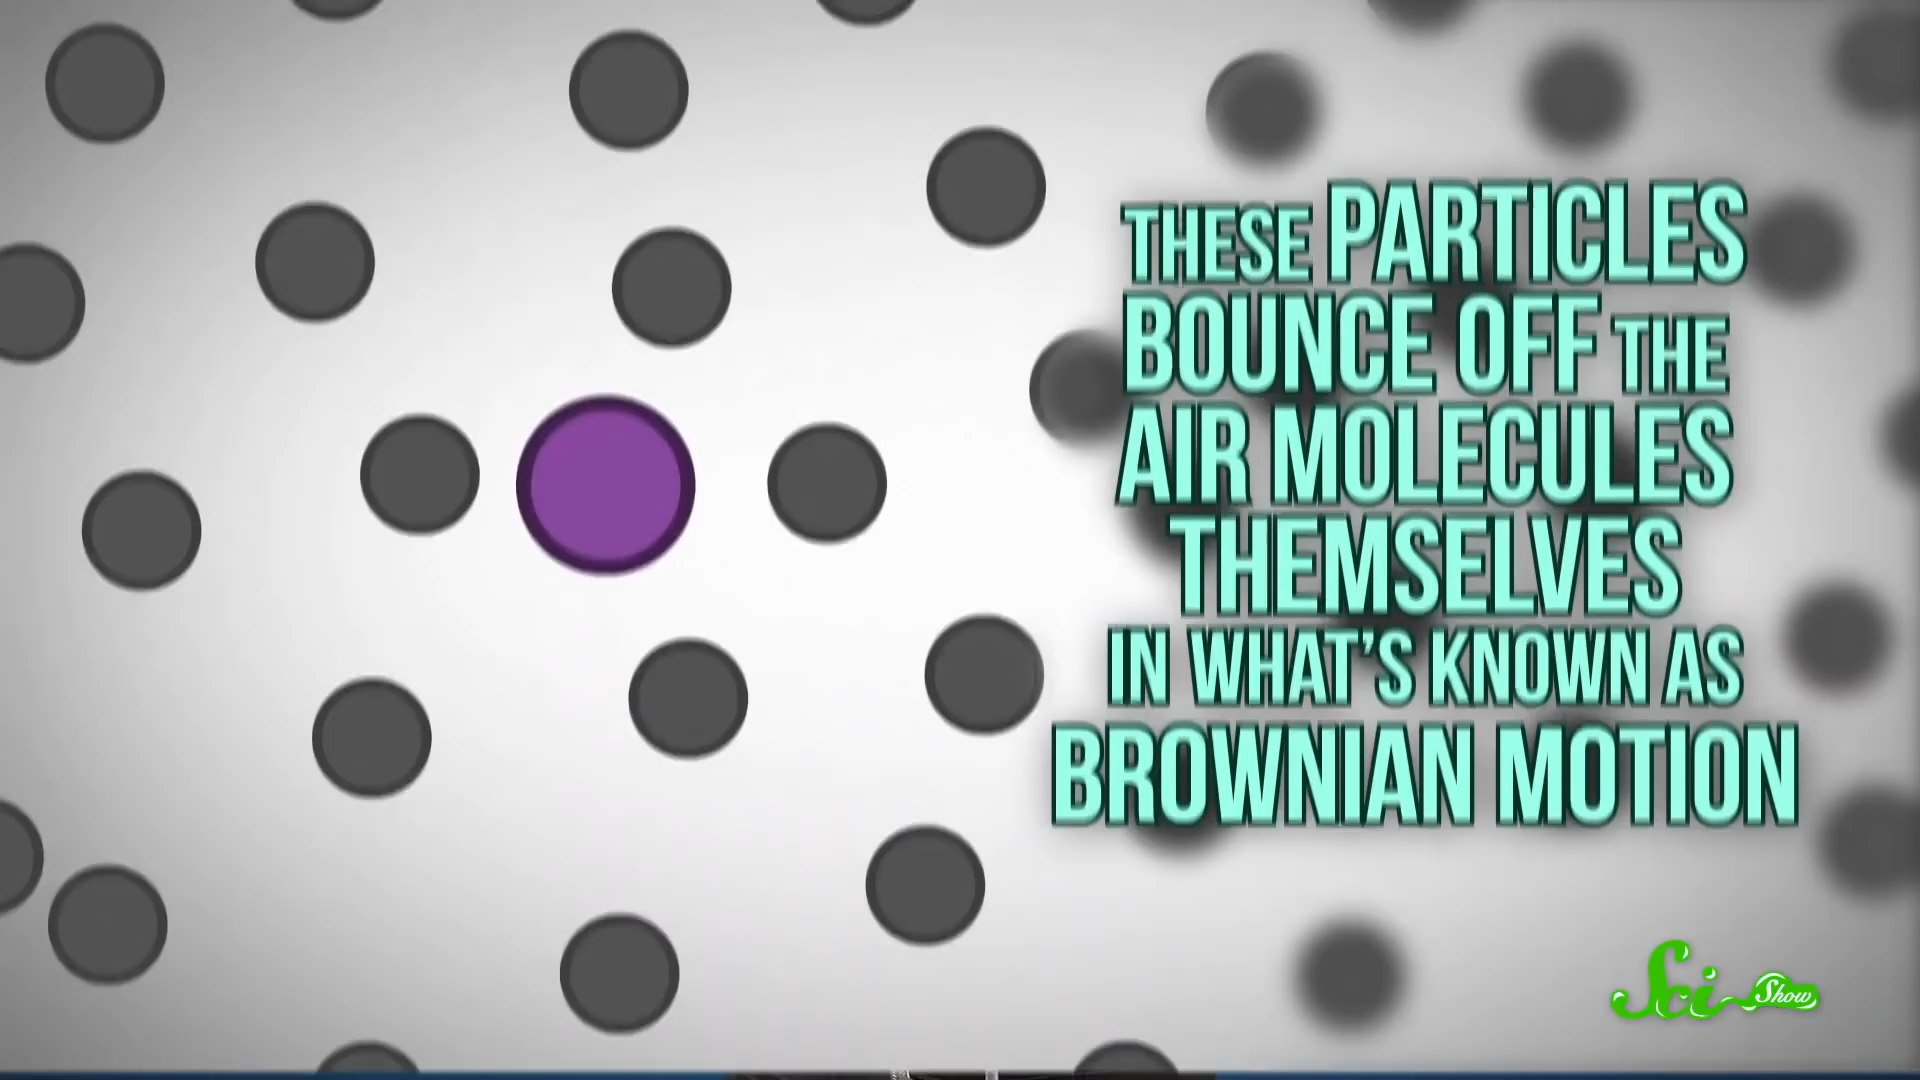 THESE PARTICLES
BOUNCE OFF THE
AIR MOLECULES
THEMSELVES
IN WHAT'S KNOWN AS
BROWNIAN MOTION
Sci Show